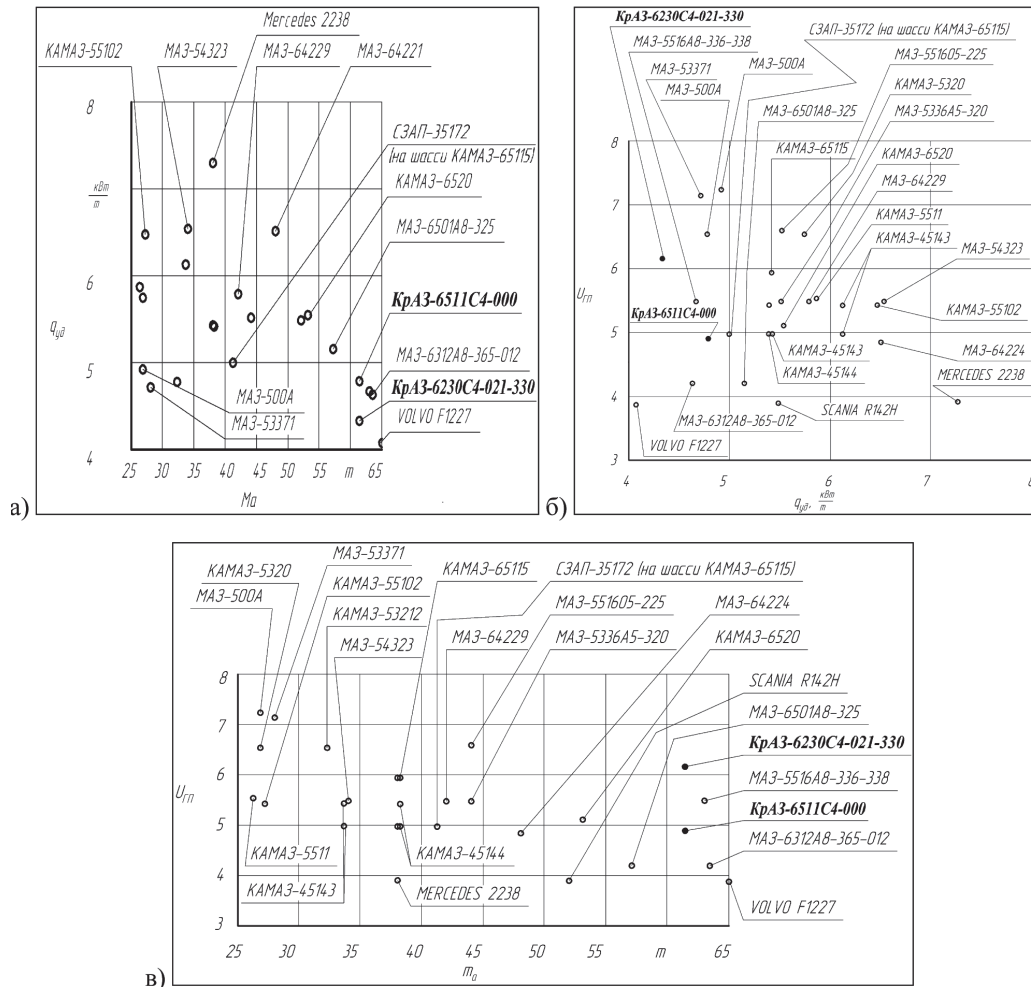 Mercedes 2238
КАМАЗ-55102
МАЗ-54323
МАЗ-64229
МАЗ-64221
8
СЗАП-35172
(на шасси КАМАЗ-65115)
кВт
т
КАМАЗ-6520
МАЗ-6501А8-325
6
КрАЗ-6511С4-000
q уд
МАЗ-6312А8-365-012
5
МАЗ-500А
КрАЗ-6230С4-021-330
МАЗ-53371
VOLVO F1227
4
25 30 35 40 45 50 55 60 т 65
Ма
а)
КрАЗ-6230С4-021-330
СЗАП-35172 (на шасси КАМАЗ-65115)
МАЗ-5516А8-336-338
МАЗ-551605-225
МАЗ-53371
МАЗ-500А
КАМАЗ-5320
МАЗ-500А
МАЗ-6501А8-325
МАЗ-5336А5-320
8
КАМАЗ-65115
КАМАЗ-6520
МАЗ-64229
7
КАМАЗ-5511
КАМАЗ-45143
МАЗ-54323
6
U ГП
КрАЗ-6511С4-000
КАМАЗ-55102
5
КАМАЗ-45143
МАЗ-64224
КАМАЗ-45144
MERCEDES 2238
4
МАЗ-6312А8-365-012
SCANIA R142H
VOLVO F1227
3
4 5 6 7 8
q уд, кВт
т
б)
МАЗ-53371
КАМАЗ-5320
КАМАЗ-65115
СЗАП-35172 (на шасси КАМАЗ-65115)
КАМАЗ-55102
МАЗ-500А
МАЗ-551605-225
МАЗ-64224
КАМАЗ-53212
МАЗ-54323
МАЗ-64229
МАЗ-5336А5-320
КАМАЗ-6520
8
SCANIA R142H
МАЗ-6501А8-325
7
КрАЗ-6230С4-021-330
6
МАЗ-5516А8-336-338
U ГП
КрАЗ-6511С4-000
5
КАМАЗ-5511
КАМАЗ-45144
МАЗ-6312А8-365-012
КАМАЗ-45143
MERCEDES 2238
4
VOLVO F1227
3
25 30 35 40 45 50 55 т 65
m а
в)